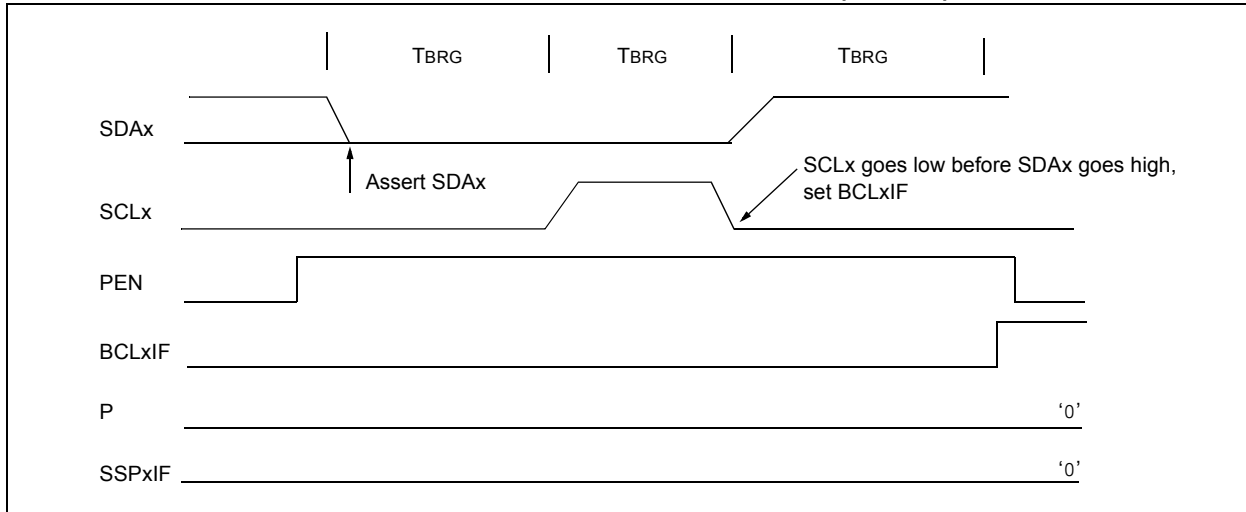 TBRG TBRG TBRG
SDAx
SCLx goes low before SDAx goes high,
set BCLxIF
Assert SDAx
SCLx
PEN
BCLxIF
P '0'
SSPxIF '0'